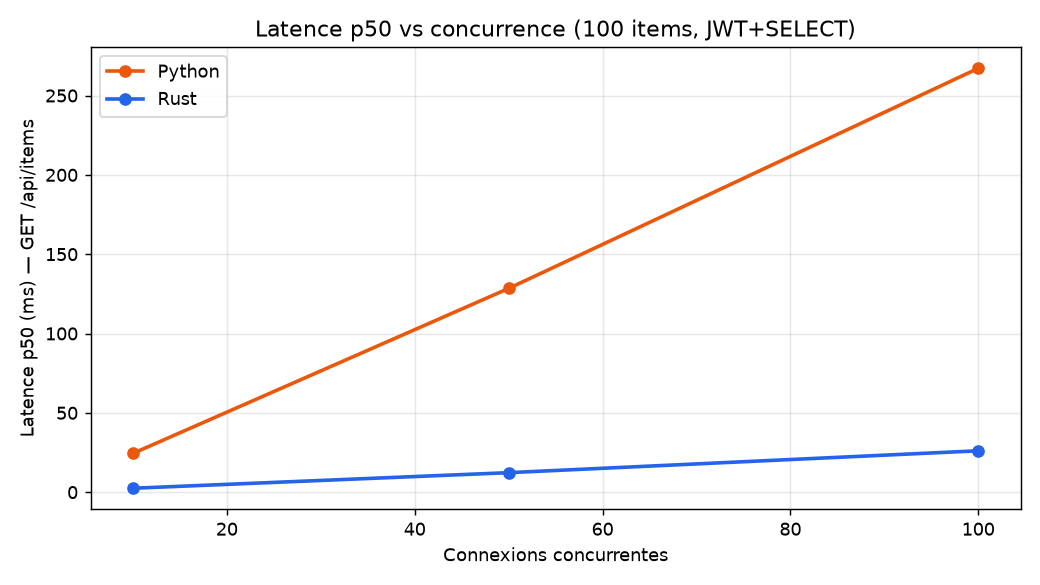 Latence p50 vs concurrence (100 items, JWT+SELECT)
Python
Rust
Latence p50 (ms) — GET /api/items
250
200
150
100
50
0
20
40
60
80
100
Connexions concurrentes